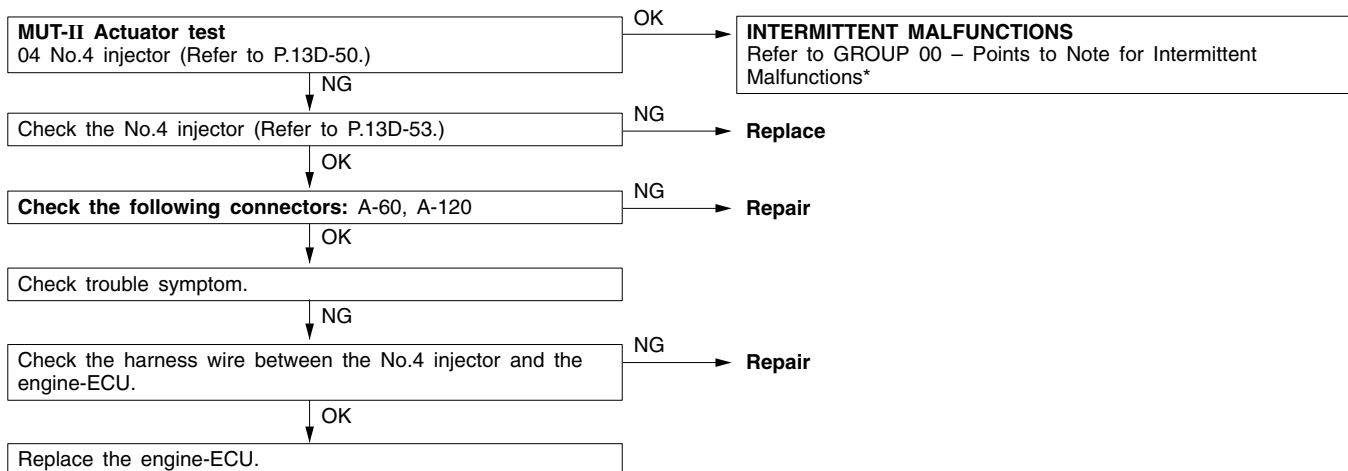 MUT-II Actuator test
04 No.4 injector (Refer to P.13D-50.)
OK
INTERMITTENT MALFUNCTIONS
Refer to GROUP 00 – Points to Note for Intermittent
Malfunctions*
NG
Check the No.4 injector (Refer to P.13D-53.)
NG
Replace
OK
Check the following connectors: A-60, A-120
NG
Repair
OK
Check trouble symptom.
NG
Check the harness wire between the No.4 injector and the
engine-ECU.
NG
Repair
OK
Replace the engine-ECU.